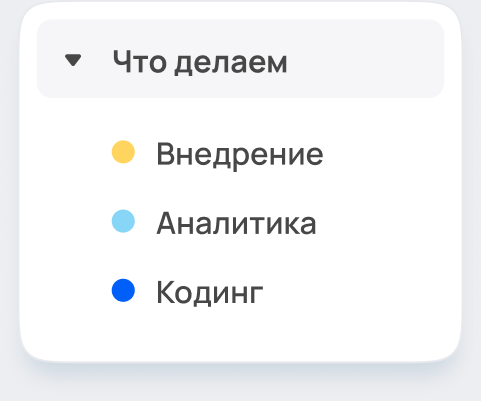 Что делаем
Внедрение
Аналитика
Кодинг